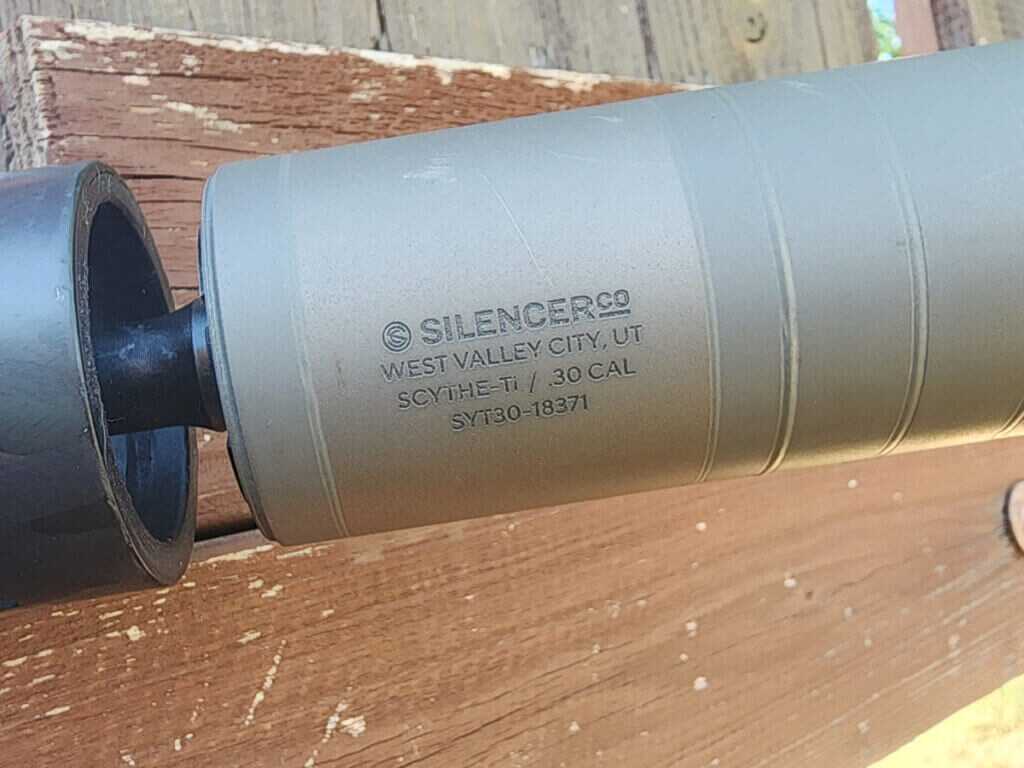 SILENCERCO
WEST VALLEY CITY, UT
SCYTHE-Ti / .30 CAL
SYT30-18371